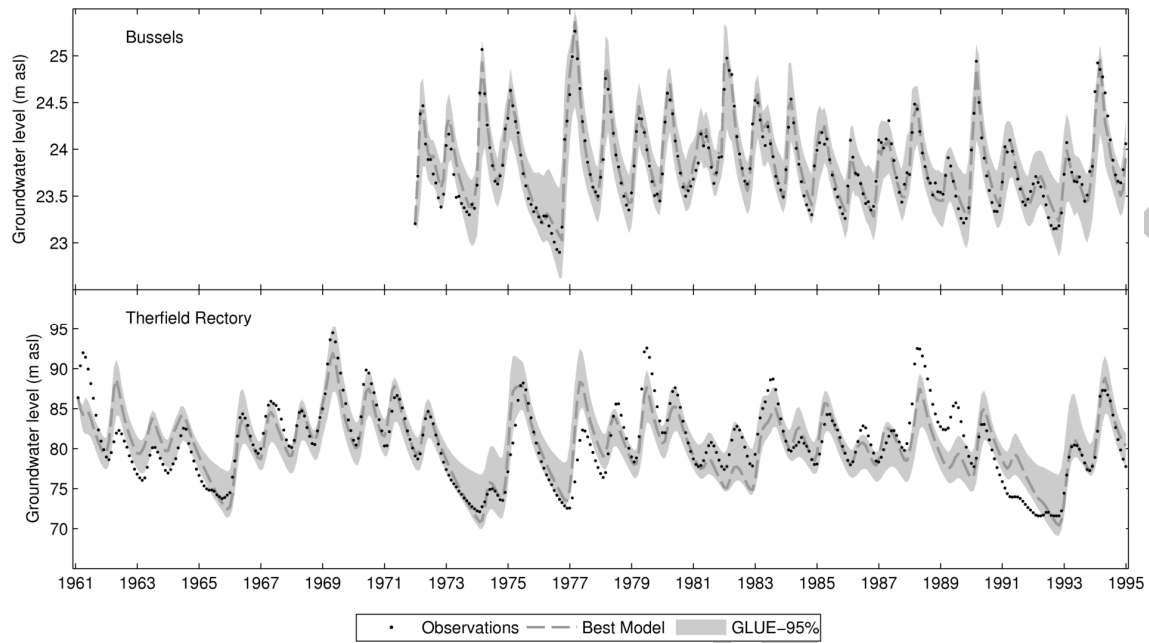 Bussels
25
24.5
24
23.5
23
Groundwater level (m asl)
Therfield Rectory
95
90
85
80
75
70
Groundwater level (m asl)
1961 1963 1965 1967 1969 1971 1973 1975 1977 1979 1981 1983 1985 1987 1989 1991 1993 1995
Observations Best Model GLUE−95%